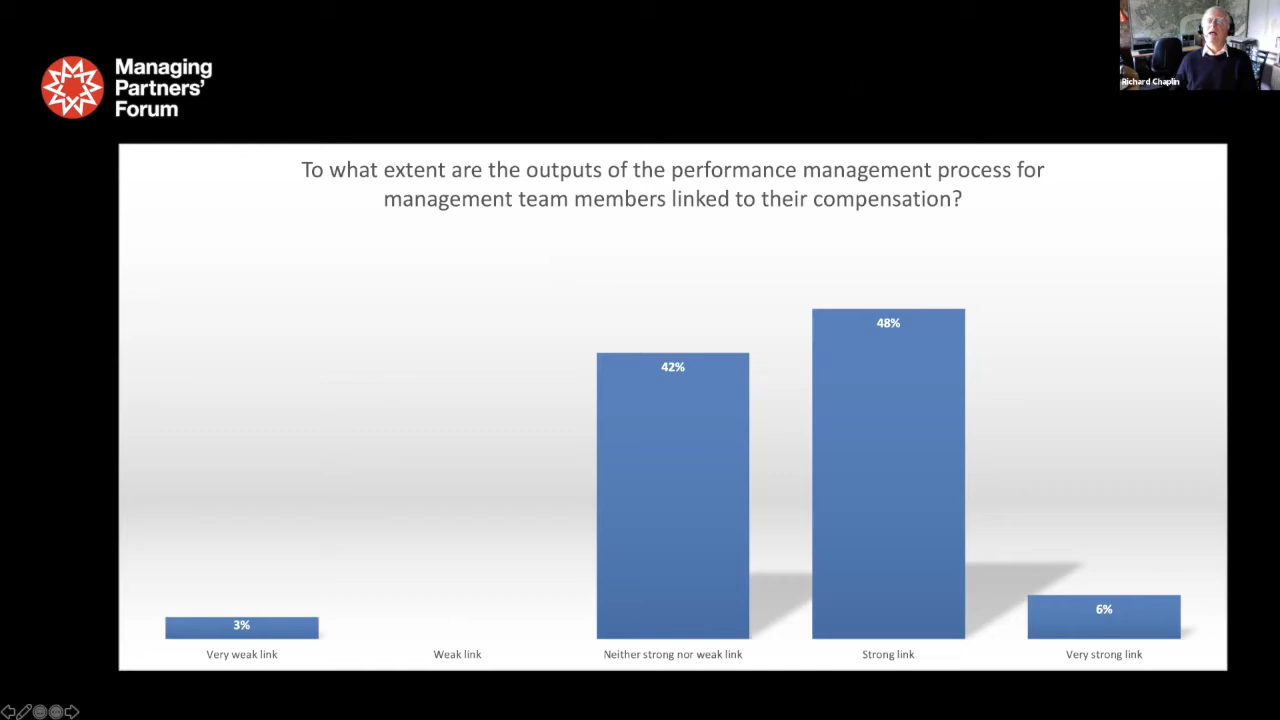 Managing
Partners'
Forum
Richard Chaplin
To what extent are the outputs of the performance management process for
management team members linked to their compensation?
48%
42%
6%
3%
Very weak link
Weak link
Neither strong nor weak link
Strong link
Very strong link